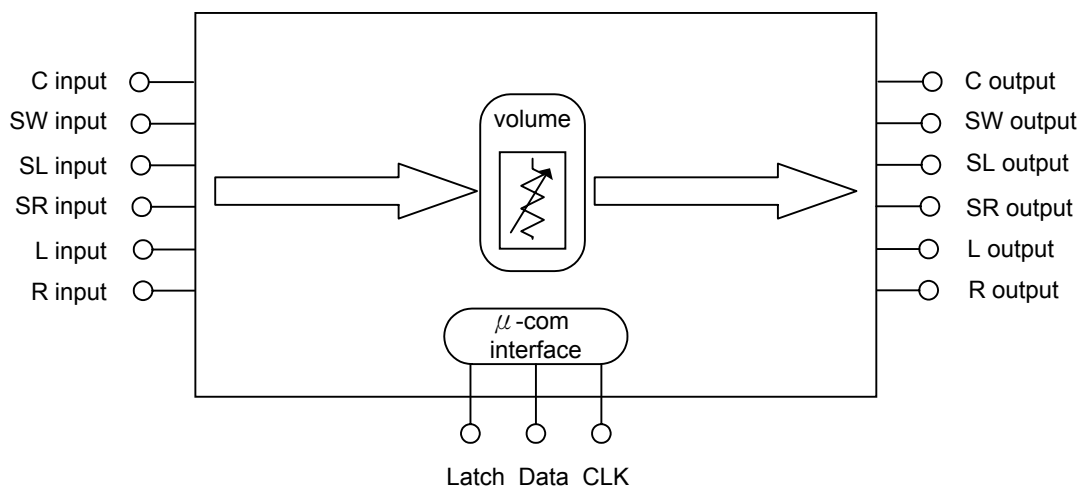 C input
SW input
SL input
SR input
L input
R input
volume
μ-com
interface
Latch Data CLK
C output
SW output
SL output
SR output
L output
R output